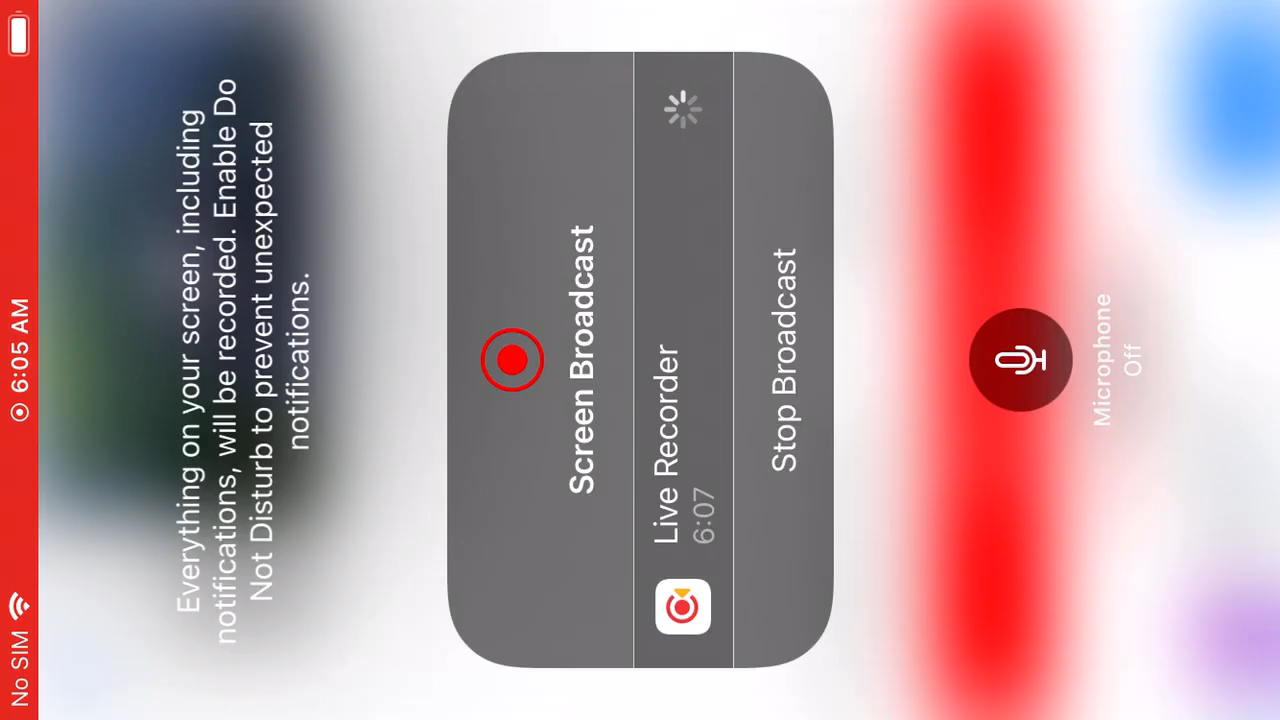 No SIM 6:05 AM
Everything on your screen, including
notifications, will be recorded. Enable Do
Not Disturb to prevent unexpected
notifications.
Screen Broadcast
Live Recorder
6:07
Stop Broadcast
Microphone
Off